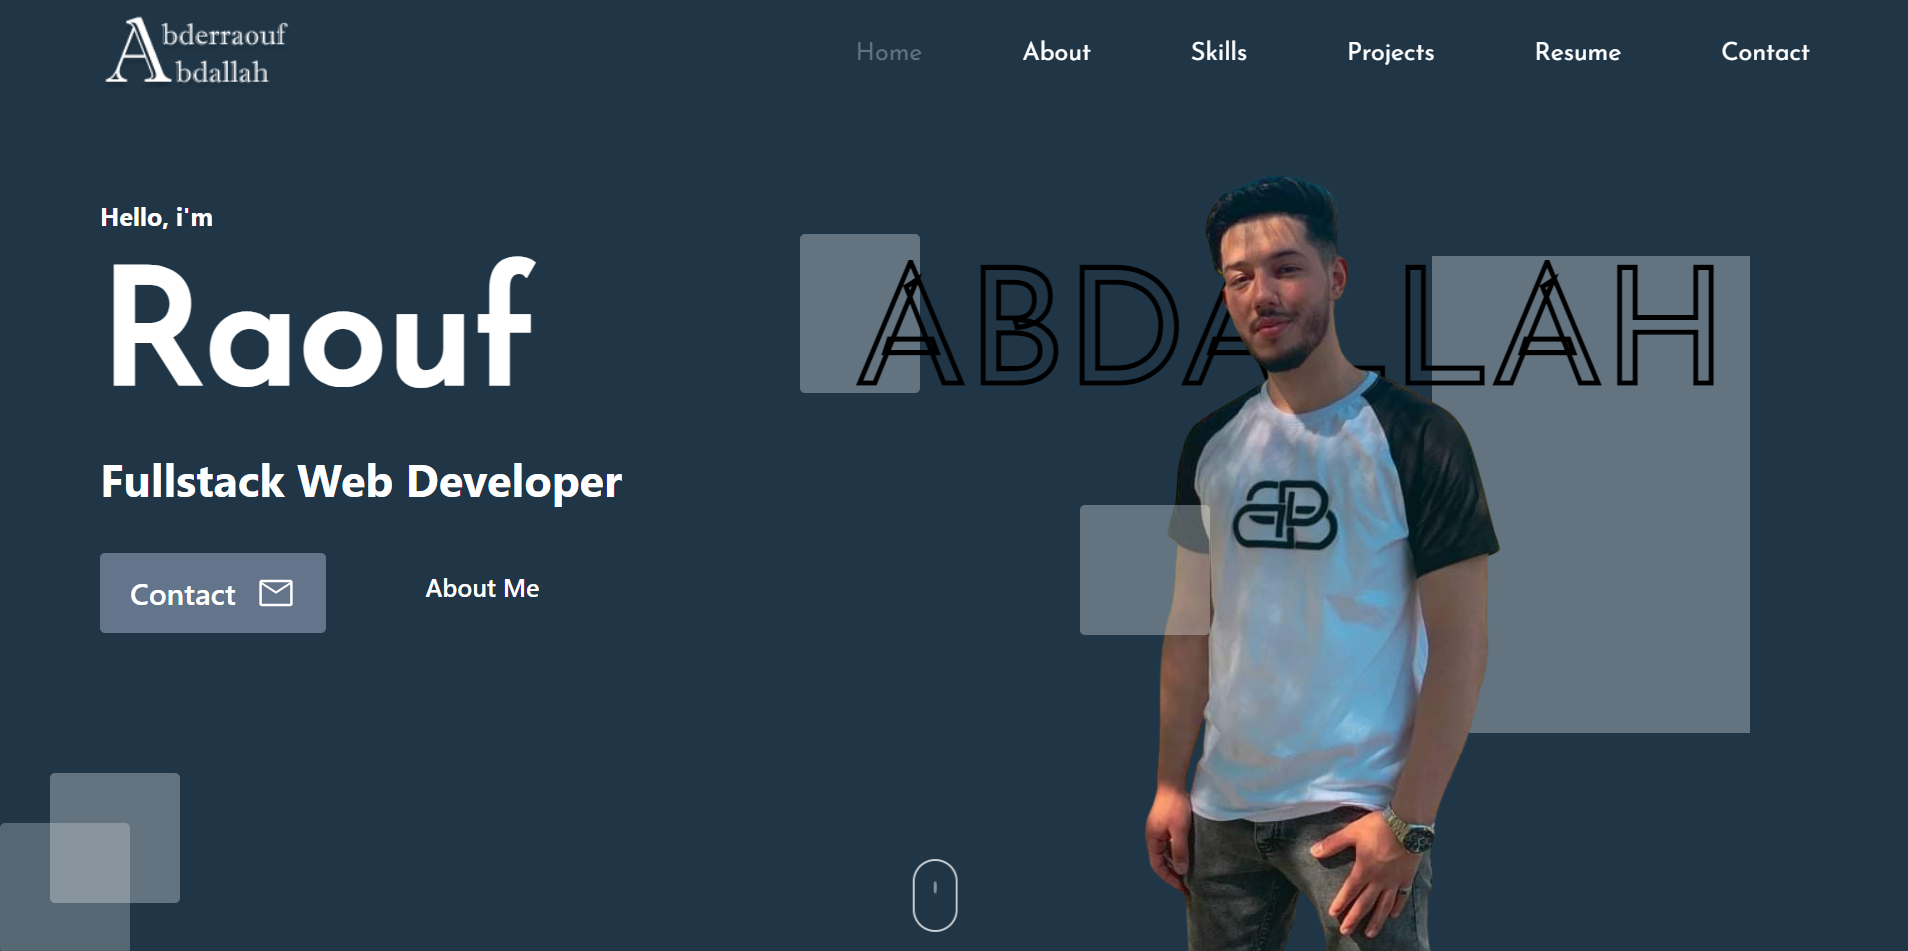 Abderraouf
Abdallah
Home About Skills Projects Resume Contact
Hello, i'm
Raouf
ABDALLAH
Fullstack Web Developer
Contact
About Me